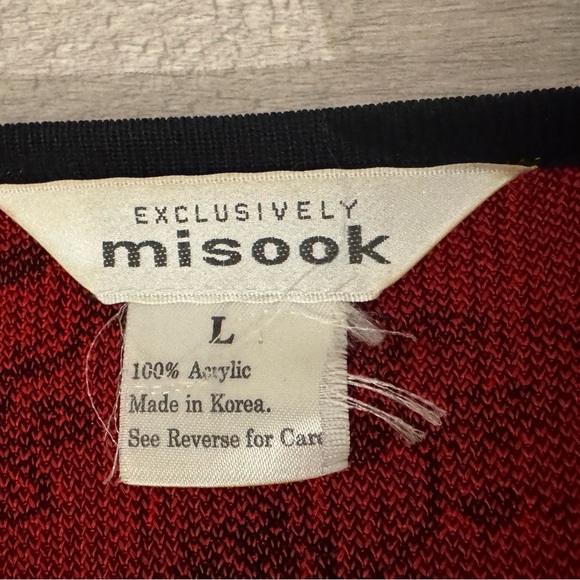 EXCLUSIVELY
misook
L
100% Acrylic
Made in Korea.
See Reverse for Care